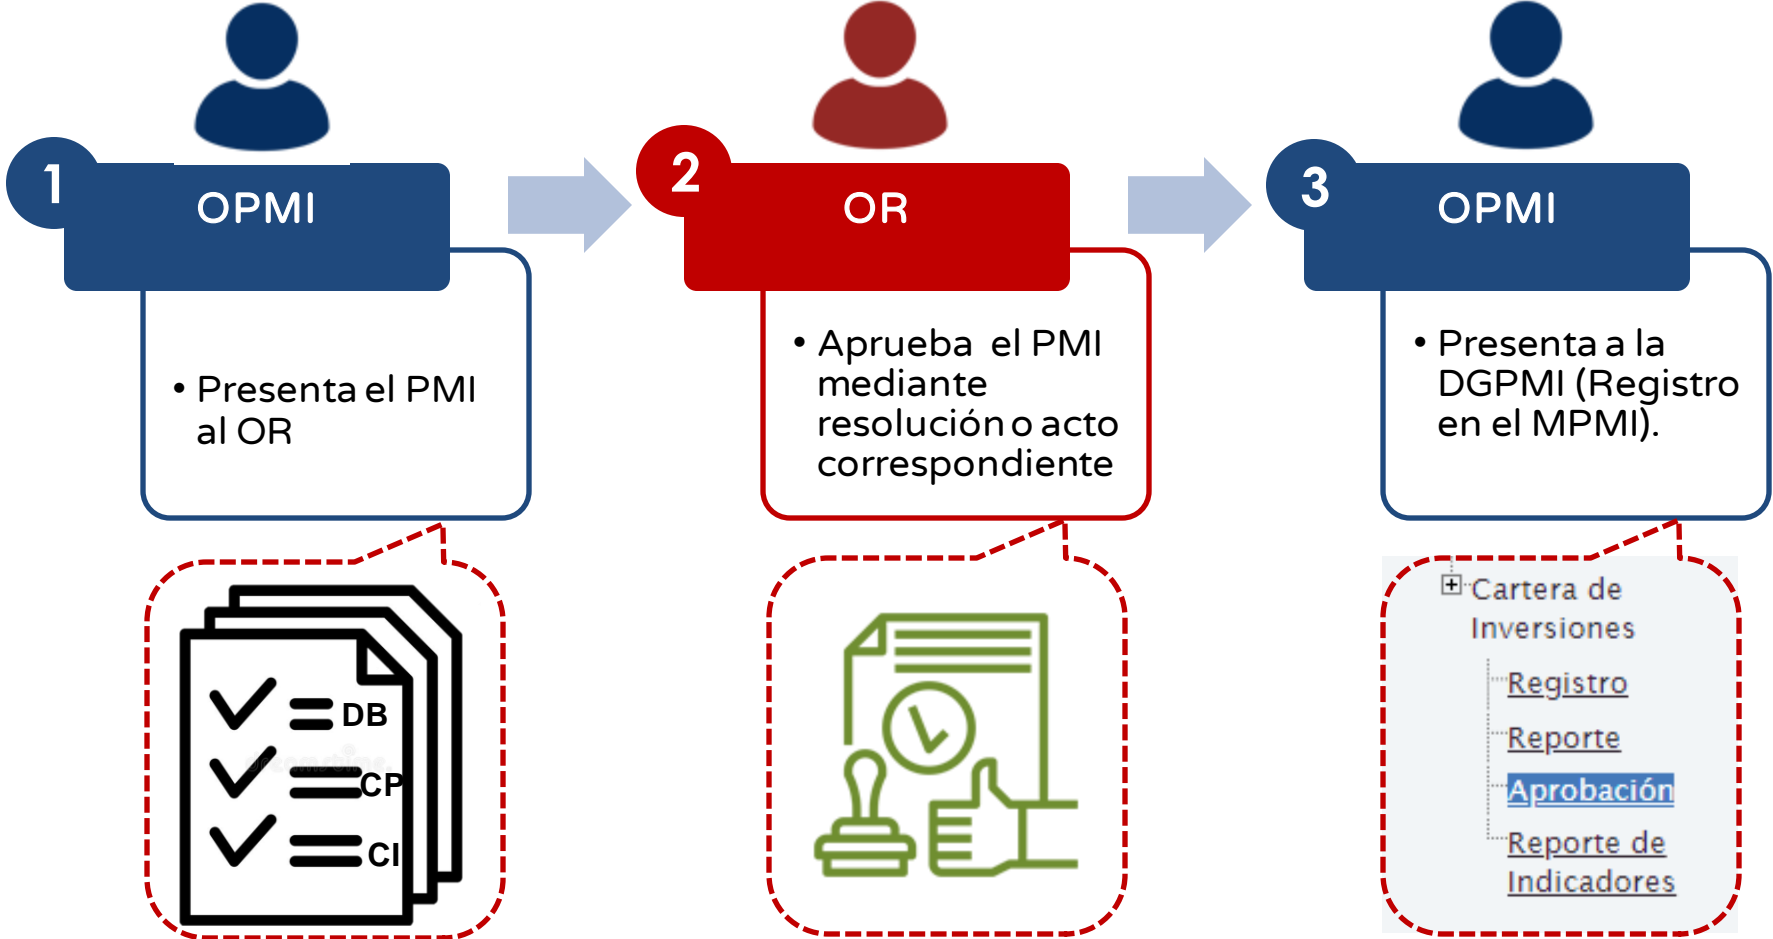 1
OPMI
• Presenta el PMI
al OR
DB
CP
CI
2
OR
• Aprueba el PMI
mediante
resolución o acto
correspondiente
3
OPMI
• Presenta a la
DGPMI (Registro
en el MPMI).
Cartera de
Inversiones
Registro
Reporte
Aprobación
Reporte de
Indicadores